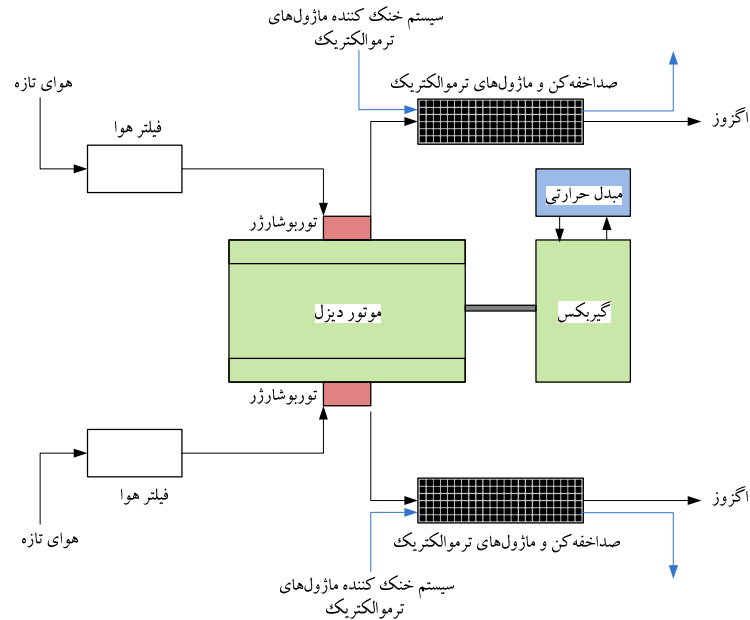 سیستم خنک کننده ماژول‌های
ترموالکتریک
هوای تازه
صداخفه‌کن و ماژول‌های ترموالکتریک
فیلتر هوا
اگزوز
مبدل حرارتی
توربوشارژر
موتور دیزل
گیربکس
توربوشارژر
فیلتر هوا
اگزوز
هوای تازه
صداخفه‌کن و ماژول‌های ترموالکتریک
سیستم خنک کننده ماژول‌های
ترموالکتریک